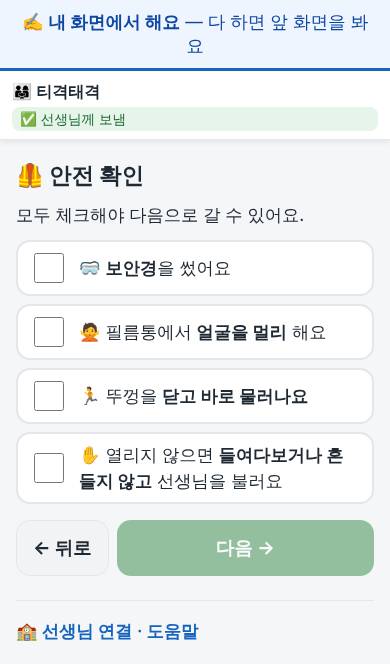 ✍️ 내 화면에서 해요 — 다 하면 앞 화면을 봐
요
👨‍👩‍👧 티격태격
✅ 선생님께 보냄
🦺 안전 확인
모두 체크해야 다음으로 갈 수 있어요.
🥽 보안경을 썼어요
🙅 필름통에서 얼굴을 멀리 해요
🏃 뚜껑을 닫고 바로 물러나요
✋ 열리지 않으면 들여다보거나 흔
들지 않고 선생님을 불러요
← 뒤로
다음 →
🏫 선생님 연결 · 도움말